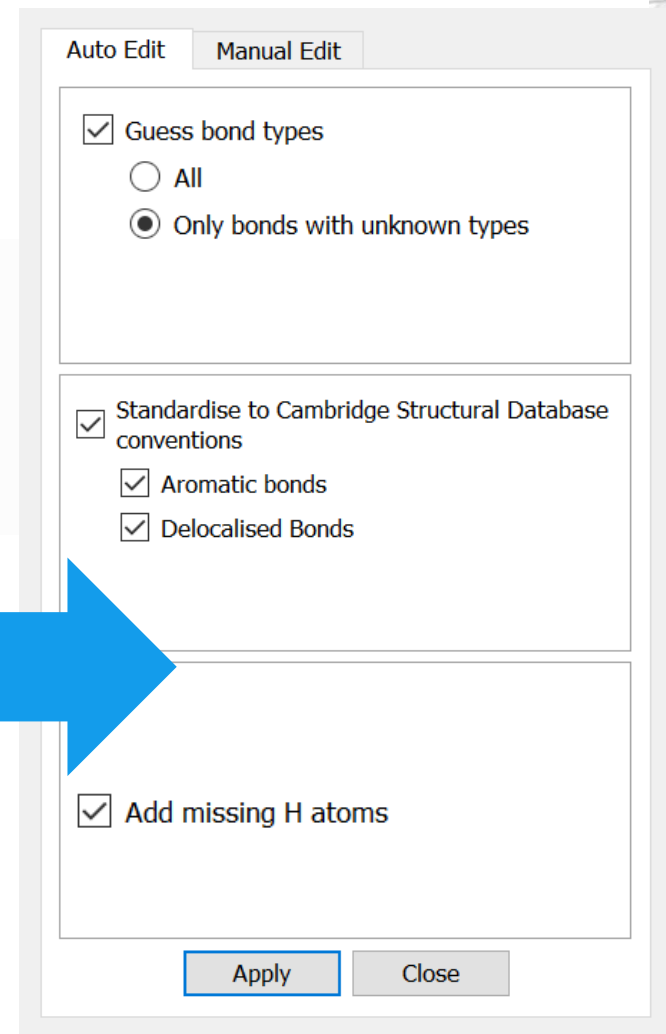 Auto Edit
Manual Edit
Guess bond types
All
Only bonds with unknown types
Standardise to Cambridge Structural Database
conventions
Aromatic bonds
Delocalised Bonds
Add missing H atoms
Apply
Close